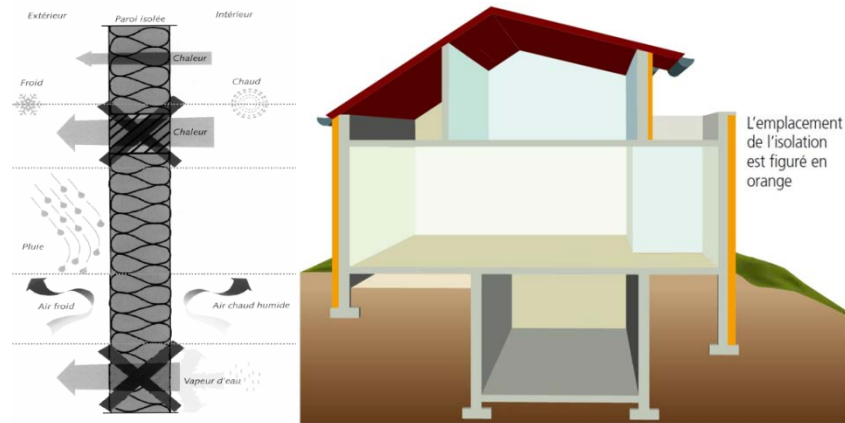 Extérieur Paroi isolée Intérieur
Chaleur
Froid Chaud
Chaleur
Pluie
Air froid Air chaud humide
Vapeur d'eau
L'emplacement
de l'isolation
est figuré en
orange